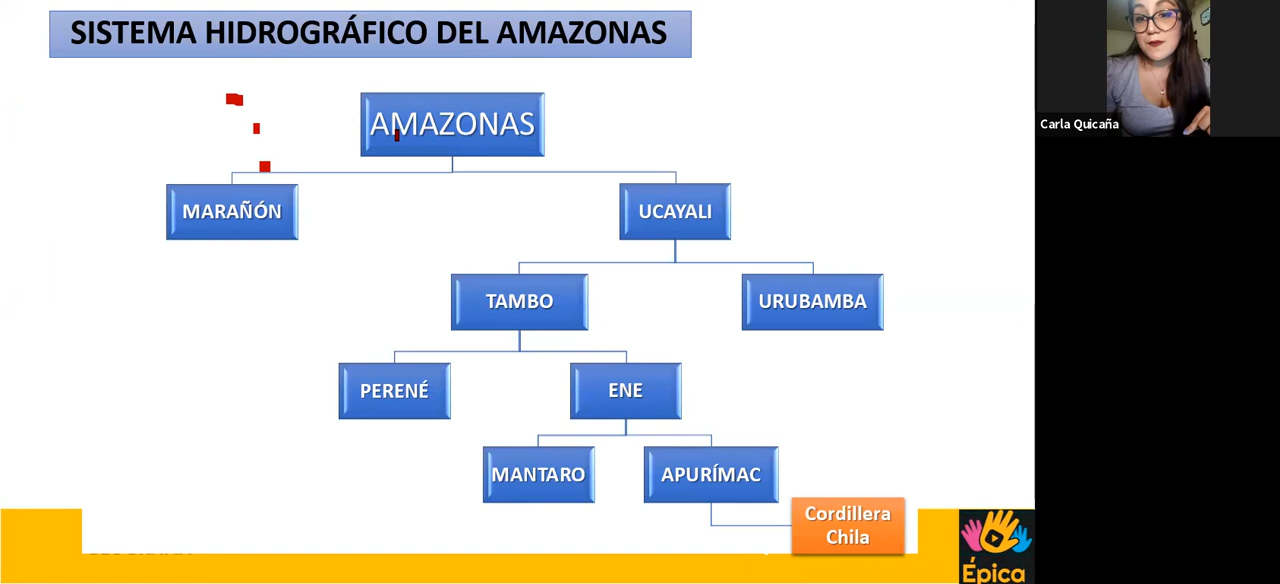 SISTEMA HIDROGRÁFICO DEL AMAZONAS
Carla Quicaña
AMAZONAS
MARAÑÓN
UCAYALI
TAMBO
URUBAMBA
PERENÉ
ENE
MANTARO
APURÍMAC
Cordillera
Chila
Épica